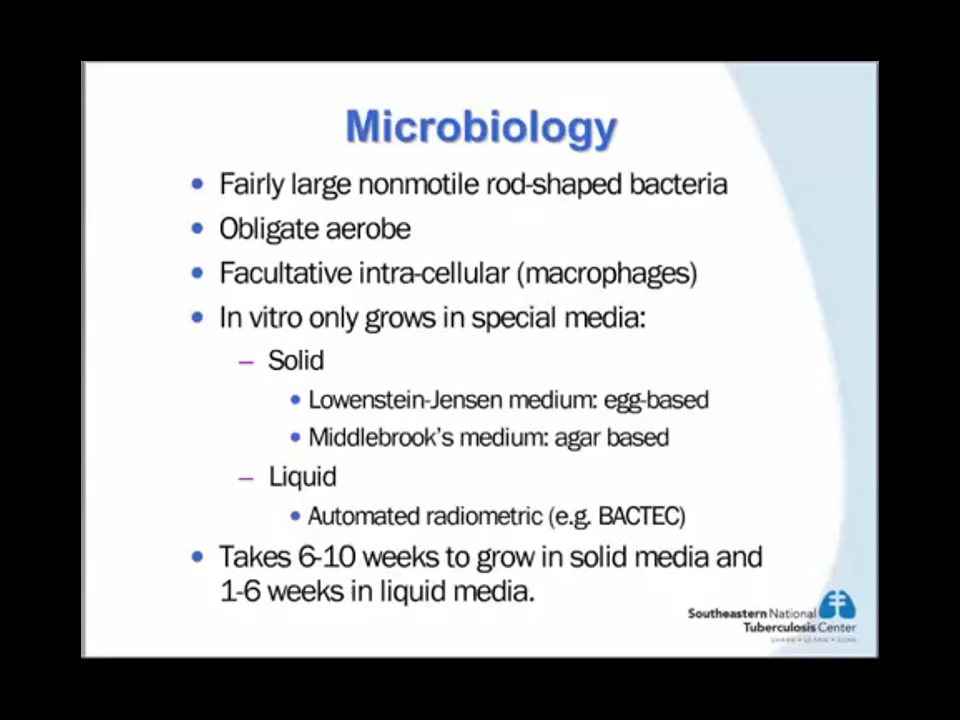 Microbiology
• Fairly large nonmotile rod-shaped bacteria
• Obligate aerobe
• Facultative intra-cellular (macrophages)
• In vitro only grows in special media:
– Solid
• Lowenstein-Jensen medium: egg-based
• Middlebrook's medium: agar based
– Liquid
• Automated radiometric (e.g. BACTEC)
• Takes 6-10 weeks to grow in solid media and
1-6 weeks in liquid media.
Southeastern National
Tuberculosis Center